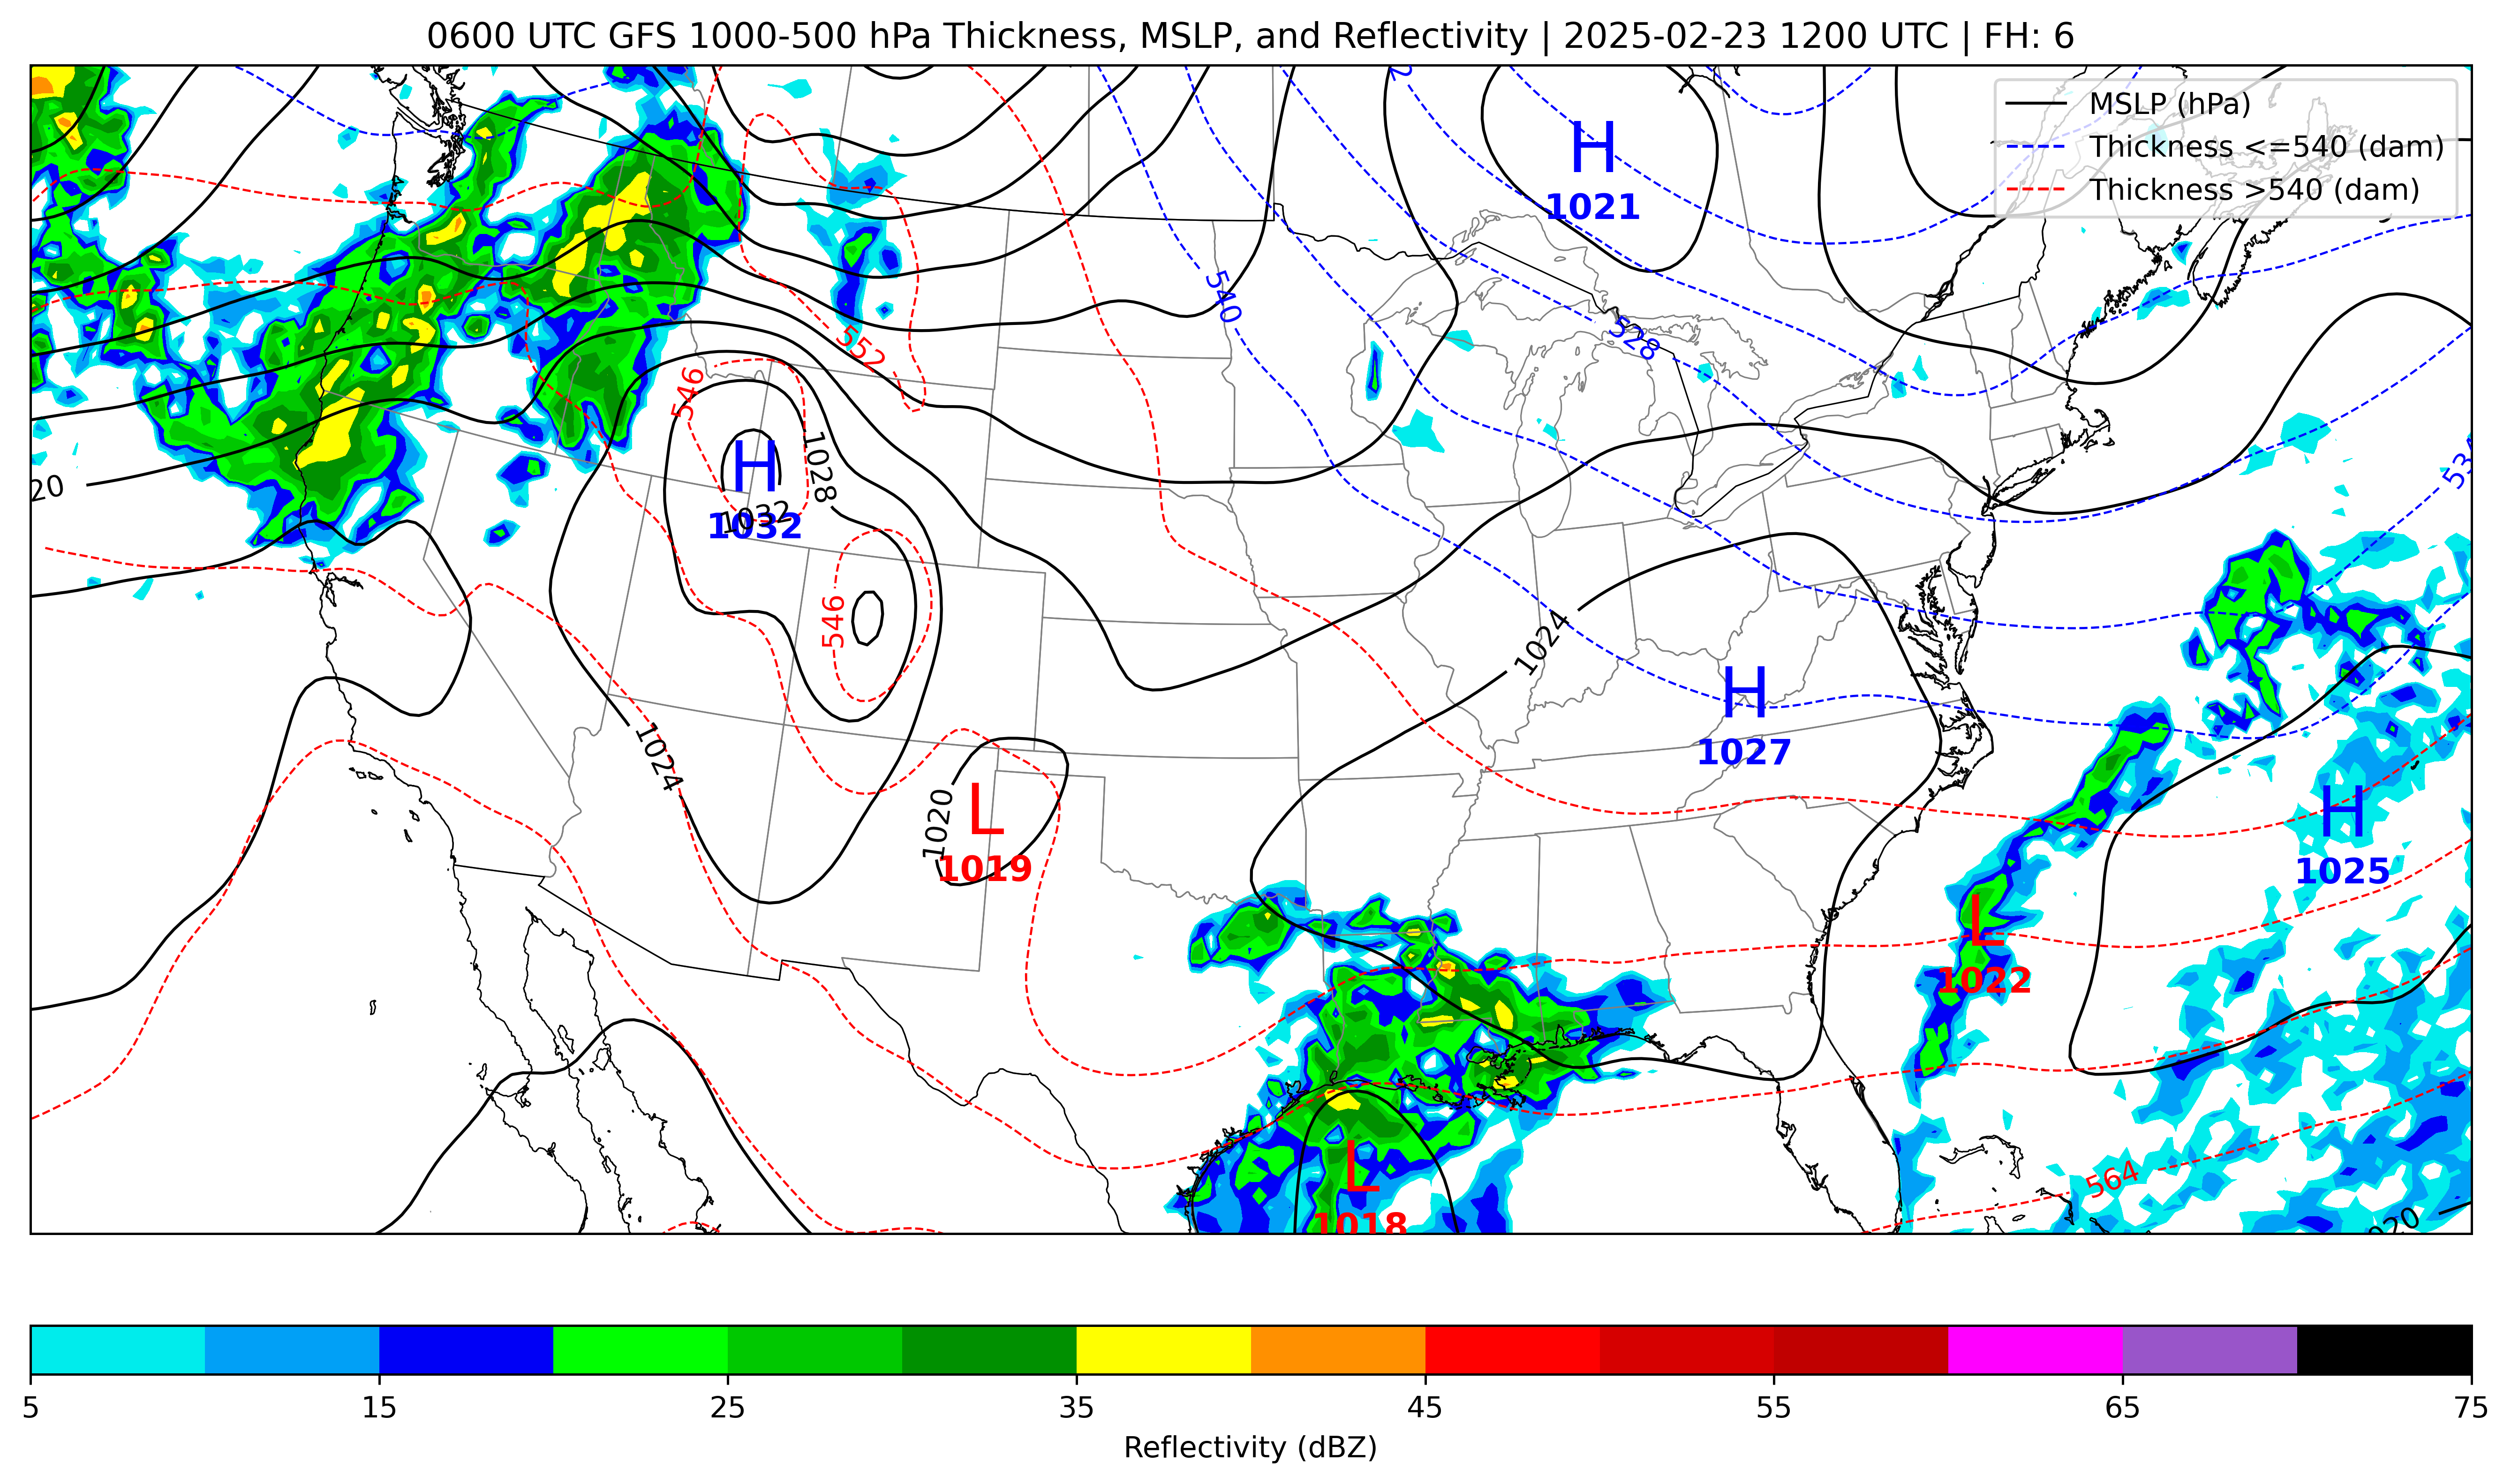 0600 UTC GFS 1000-500 hPa Thickness, MSLP, and Reflectivity | 2025-02-23 1200 UTC | FH: 6
MSLP (hPa)
Thickness <=540 (dam)
Thickness >540 (dam)
2
H
1021
540
528
552
546
H
1028
1032
1032
20
534
546
1024
H
1027
1024
L
1020
1019
H
1025
L
1022
L
1018
564
1020
5 15 25 35 45 55 65 75
Reflectivity (dBZ)